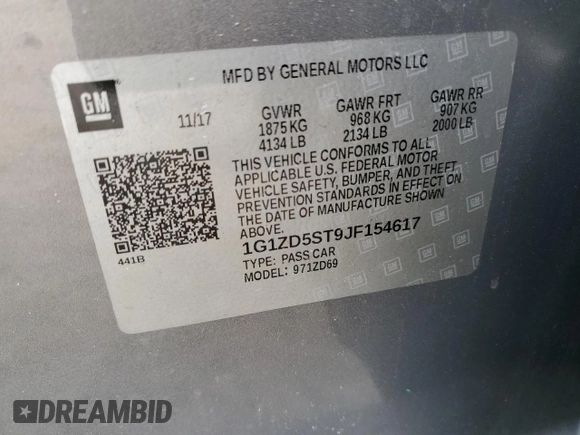 MFD BY GENERAL MOTORS LLC
GM
11/17
GVWR
1875 KG
4134 LB
GAWR FRT
968 KG
2134 LB
GAWR RR
907 KG
2000 LB
THIS VEHICLE CONFORMS TO ALL
APPLICABLE U.S. FEDERAL MOTOR
VEHICLE SAFETY, BUMPER, AND THEFT
PREVENTION STANDARDS IN EFFECT ON
THE DATE OF MANUFACTURE SHOWN
ABOVE.
1G1ZD5ST9JF154617
TYPE: PASS CAR
MODEL: 971ZD69
441B
DREAMBID